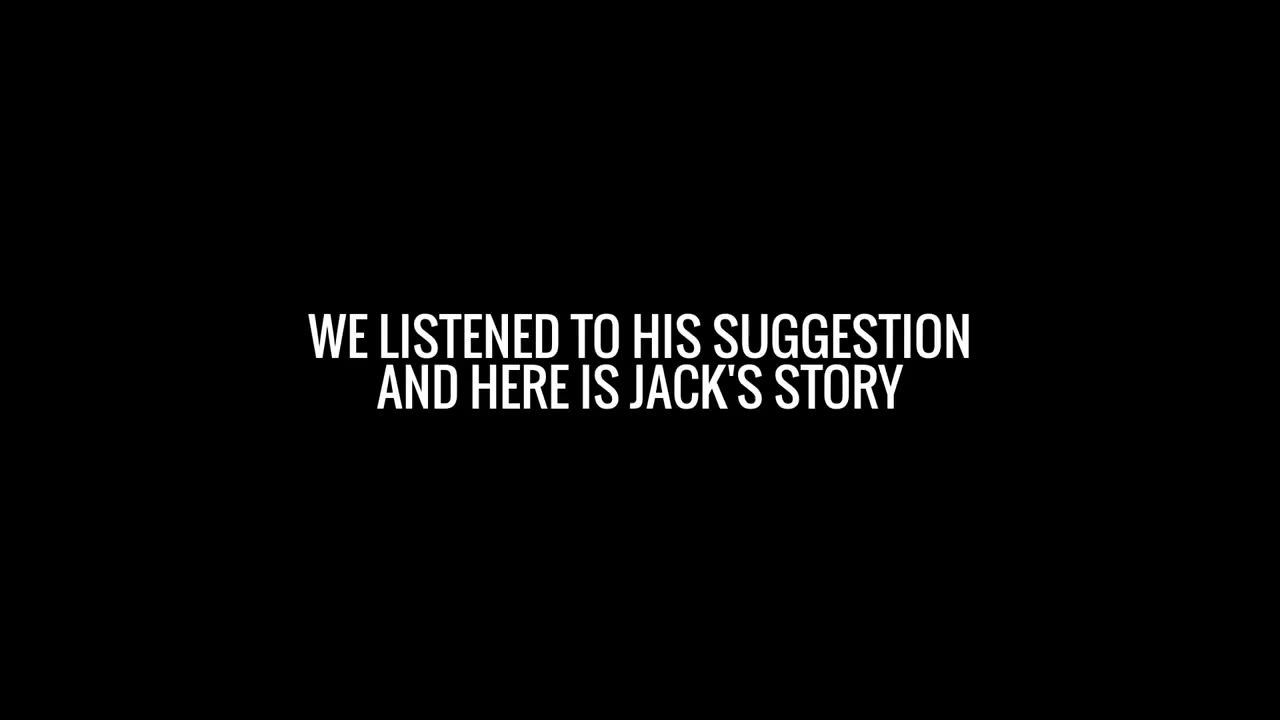 WE LISTENED TO HIS SUGGESTION
AND HERE IS JACK'S STORY